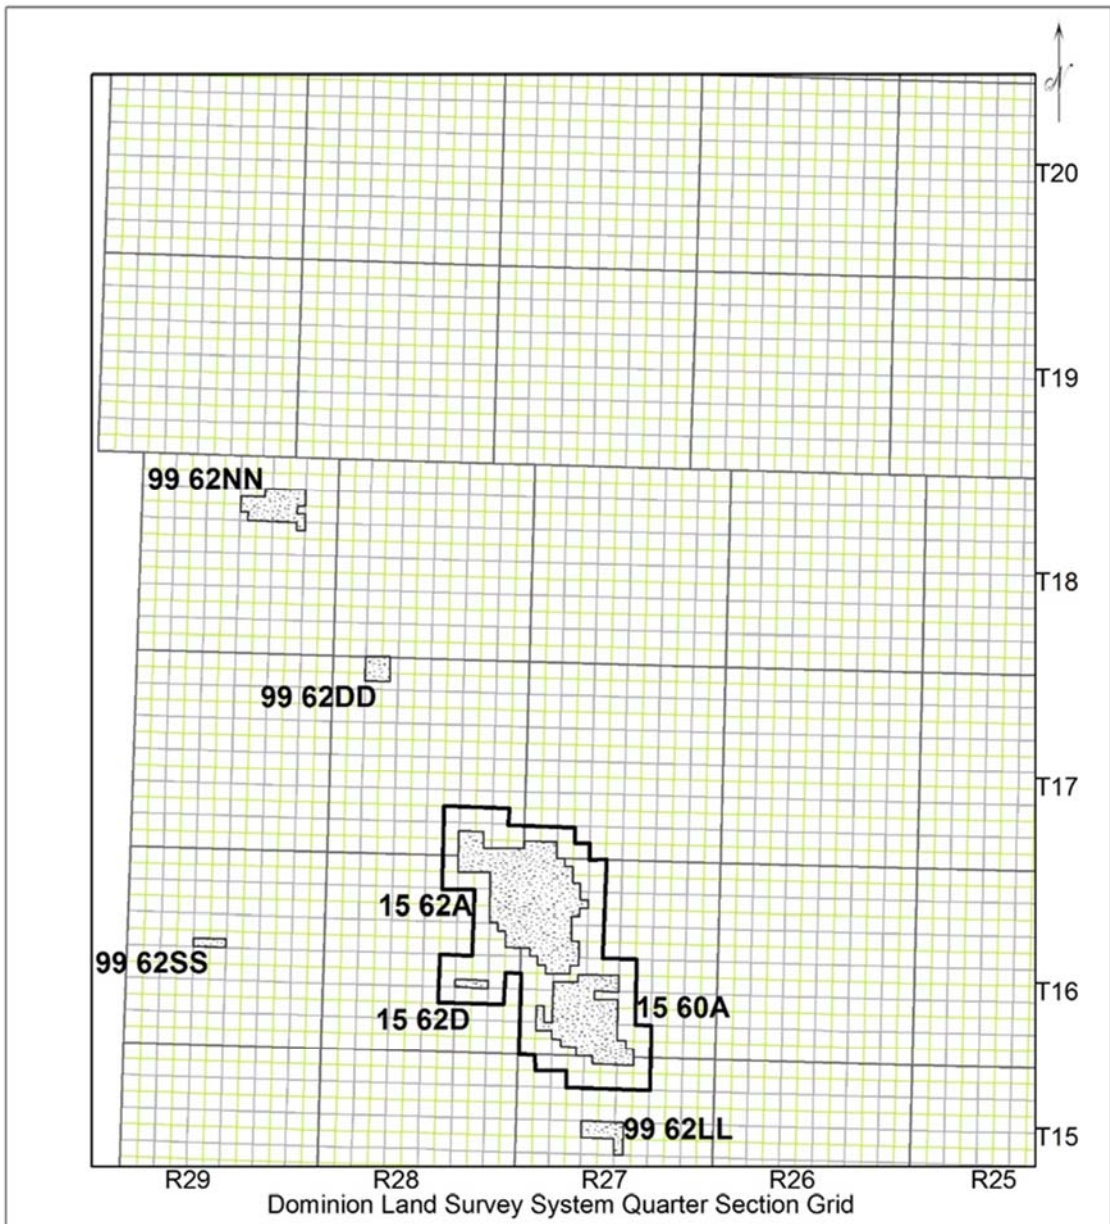 N
T20
T19
99 62NN
T18
99 62DD
T17
15 62A
99 62SS
T16
15 60A
15 62D
99 62LL
T15
R29 R28 R27 R26 R25
Dominion Land Survey System Quarter Section Grid